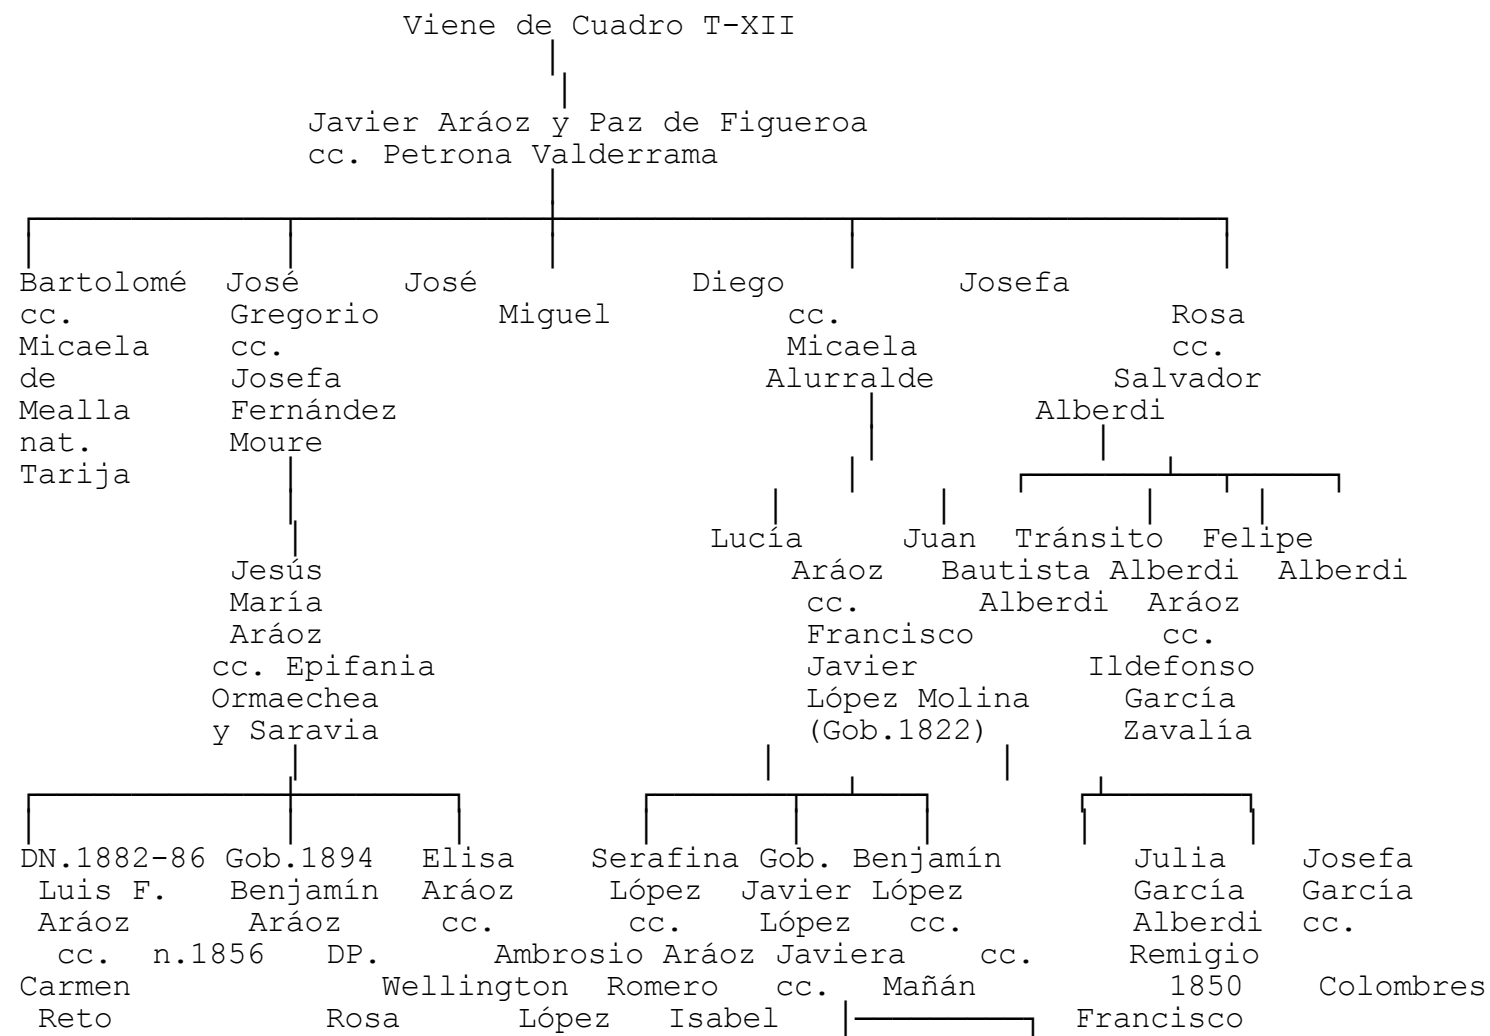 Viene de Cuadro T-XII
Javier Aráoz y Paz de Figueroa
cc. Petrona Valderrama
Bartolomé José José Diego Josefa
cc. Gregorio Miguel cc. Rosa
Micaela cc. Micaela cc.
de Josefa Alurralde Salvador
Mealla Fernández Alberdi
nat. Moure
Tarija
Lucía Juan Tránsito Felipe
Jesús Aráoz Bautista Alberdi Alberdi
María cc. Alberdi Aráoz
Aráoz Francisco cc.
cc. Epifania Javier Ildefonso
Ormaechea López Molina García
y Saravia (Gob.1822) Zavalía
DN.1882-86 Gob.1894 Elisa Serafina Gob. Benjamín Julia Josefa
Luis F. Benjamín Aráoz López Javier López García García
Aráoz Aráoz cc. cc. López cc. Alberdi cc.
cc. n.1856 DP. Ambrosio Aráoz Javiera cc. Remigio
Carmen Wellington Romero cc. Mañán 1850 Colombres
Reto Rosa López Isabel Francisco